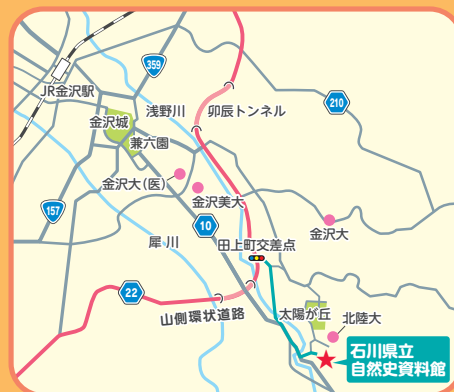 359
JR金沢駅
浅野川
卯辰トンネル
210
金沢城
兼六園
金沢大(医)
金沢美大
157
10
金沢大
犀川
田上町交差点
22
山側環状道路
太陽が丘
北陸大
石川県立
自然史資料館